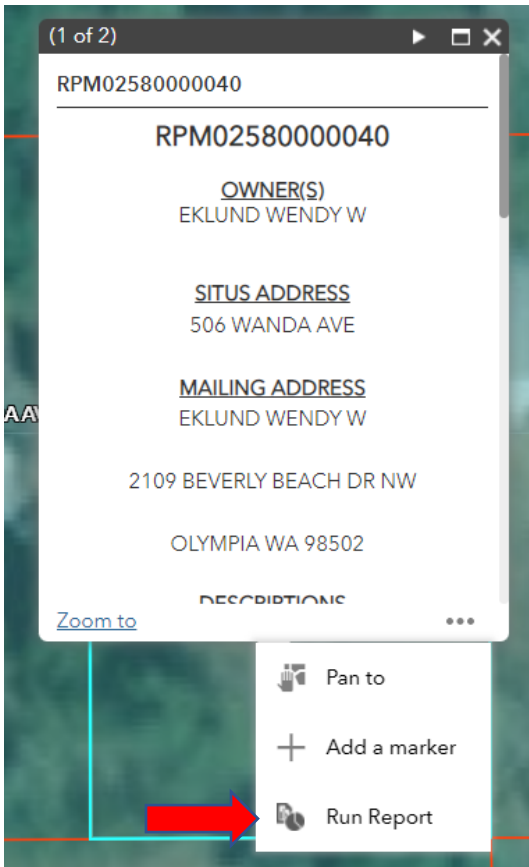 (1 of 2)
RPM02580000040
RPM02580000040
OWNER(S)
EKLUND WENDY W
SITUS ADDRESS
506 WANDA AVE
MAILING ADDRESS
EKLUND WENDY W
2109 BEVERLY BEACH DR NW
OLYMPIA WA 98502
DESCRIPTIONS
Zoom to
Pan to
Add a marker
Run Report